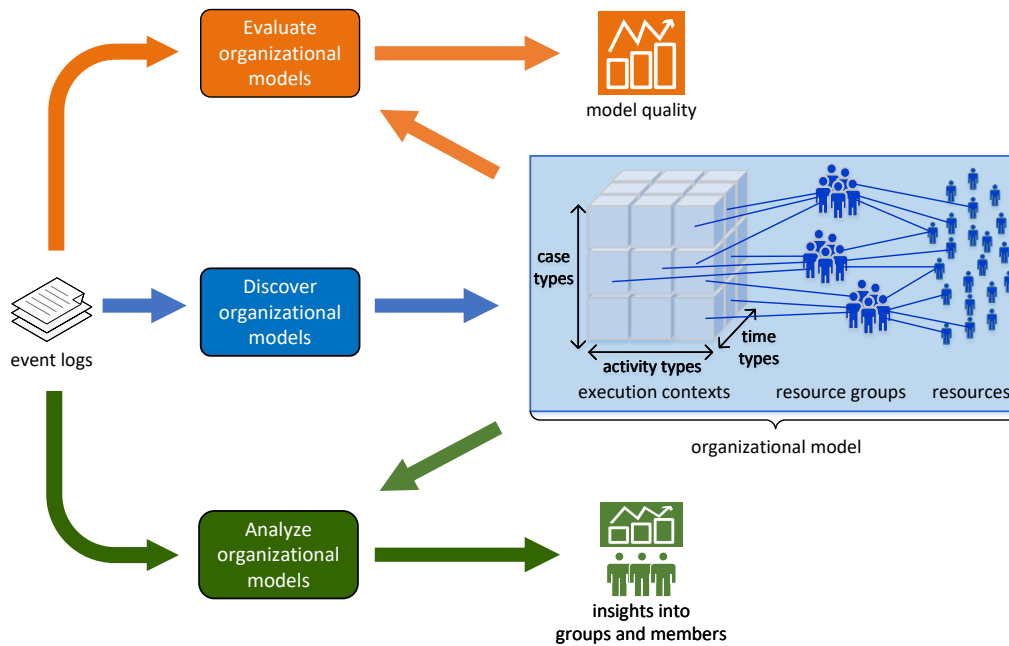 Evaluate
organizational
models
model quality
case
types
time
types
activity types
execution contexts
resource groups
resources
organizational model
event logs
Discover
organizational
models
Analyze
organizational
models
insights into
groups and members